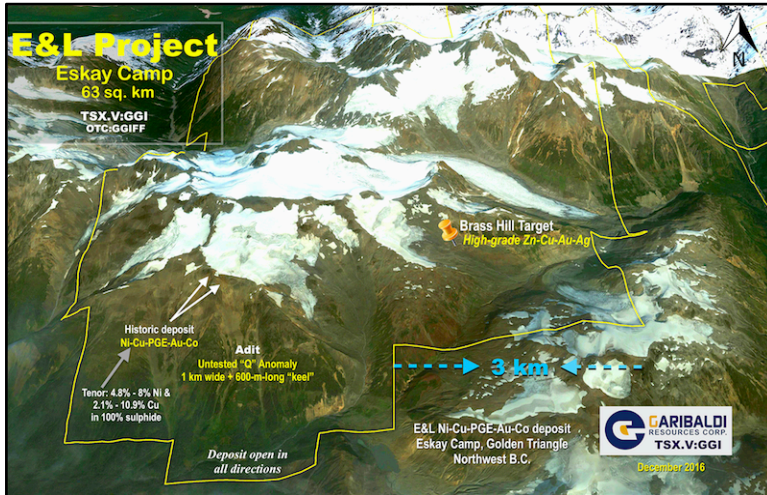 E&L Project
Eskay Camp
63 sq. km
TSX.V:GGI
OTC:GGIFF
N
Brass Hill Target
High-grade Zn-Cu-Au-Ag
Historic deposit
Ni-Cu-PGE-Au-Co
Adit
Untested "Q" Anomaly
1 km wide + 600-m-long "keel"
3 km
Tenor: 4.8% - 8% Ni &
2.1% - 10.9% Cu
in 100% sulphide
Deposit open in
all directions
E&L Ni-Cu-PGE-Au-Co deposit
Eskay Camp, Golden Triangle
Northwest B.C.
GARIBALDI
RESOURCES CORP.
TSX.V:GGI
December 2016